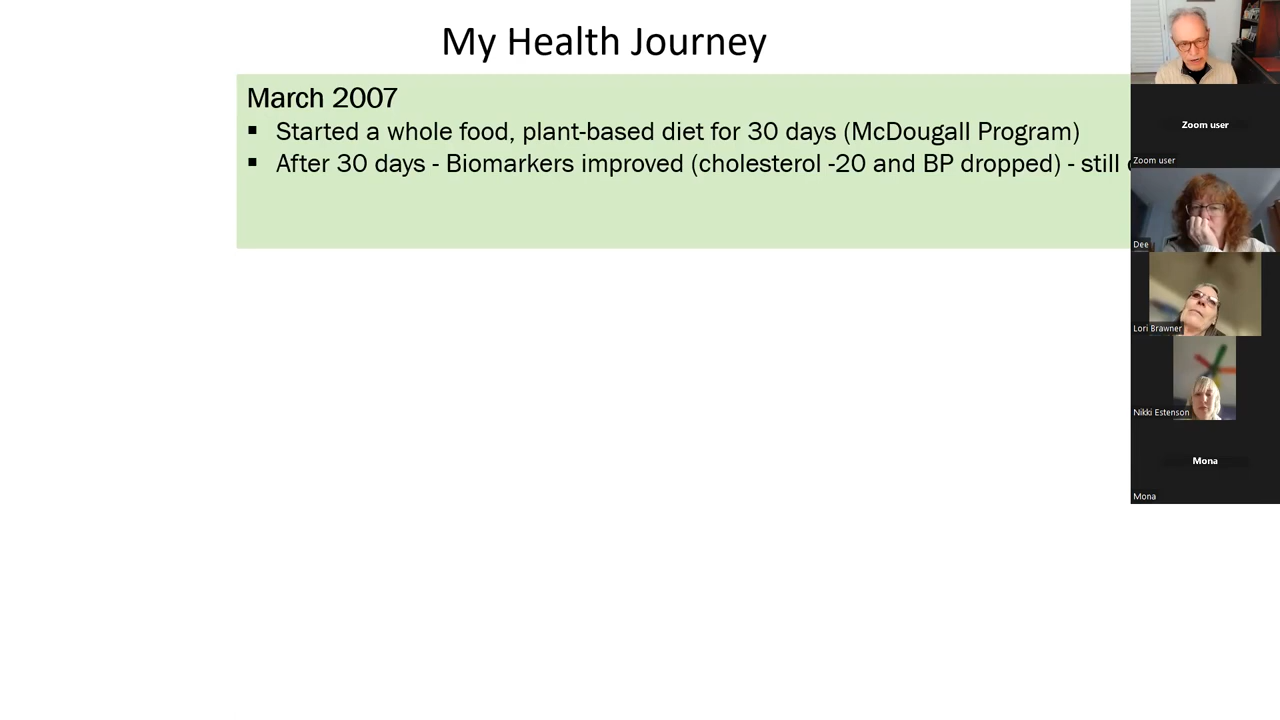 My Health Journey
March 2007
▪ Started a whole food, plant-based diet for 30 days (McDougall Program)
▪ After 30 days - Biomarkers improved (cholesterol -20 and BP dropped) - still
Zoom user
Zoom user
Dee
Lori Brawner
Nikki Estenson
Mona
Mona